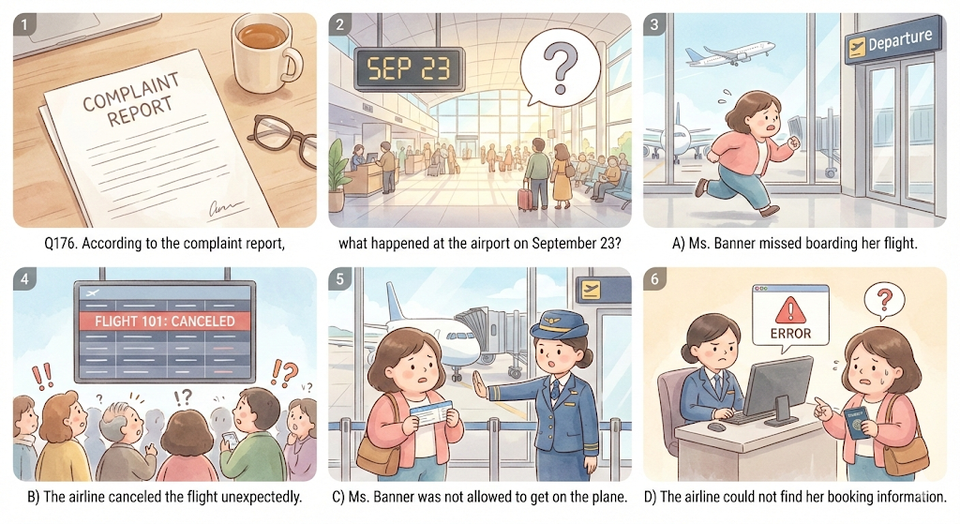 1
COMPLAINT
REPORT
Q176. According to the complaint report,
2
SEP 23
?
what happened at the airport on September 23?
3
Departure
A) Ms. Banner missed boarding her flight.
4
FLIGHT 101: CANCELED
!!
?
!?
!?
v?
B) The airline canceled the flight unexpectedly.
5
C) Ms. Banner was not allowed to get on the plane.
6
ERROR
?
D) The airline could not find her booking information.